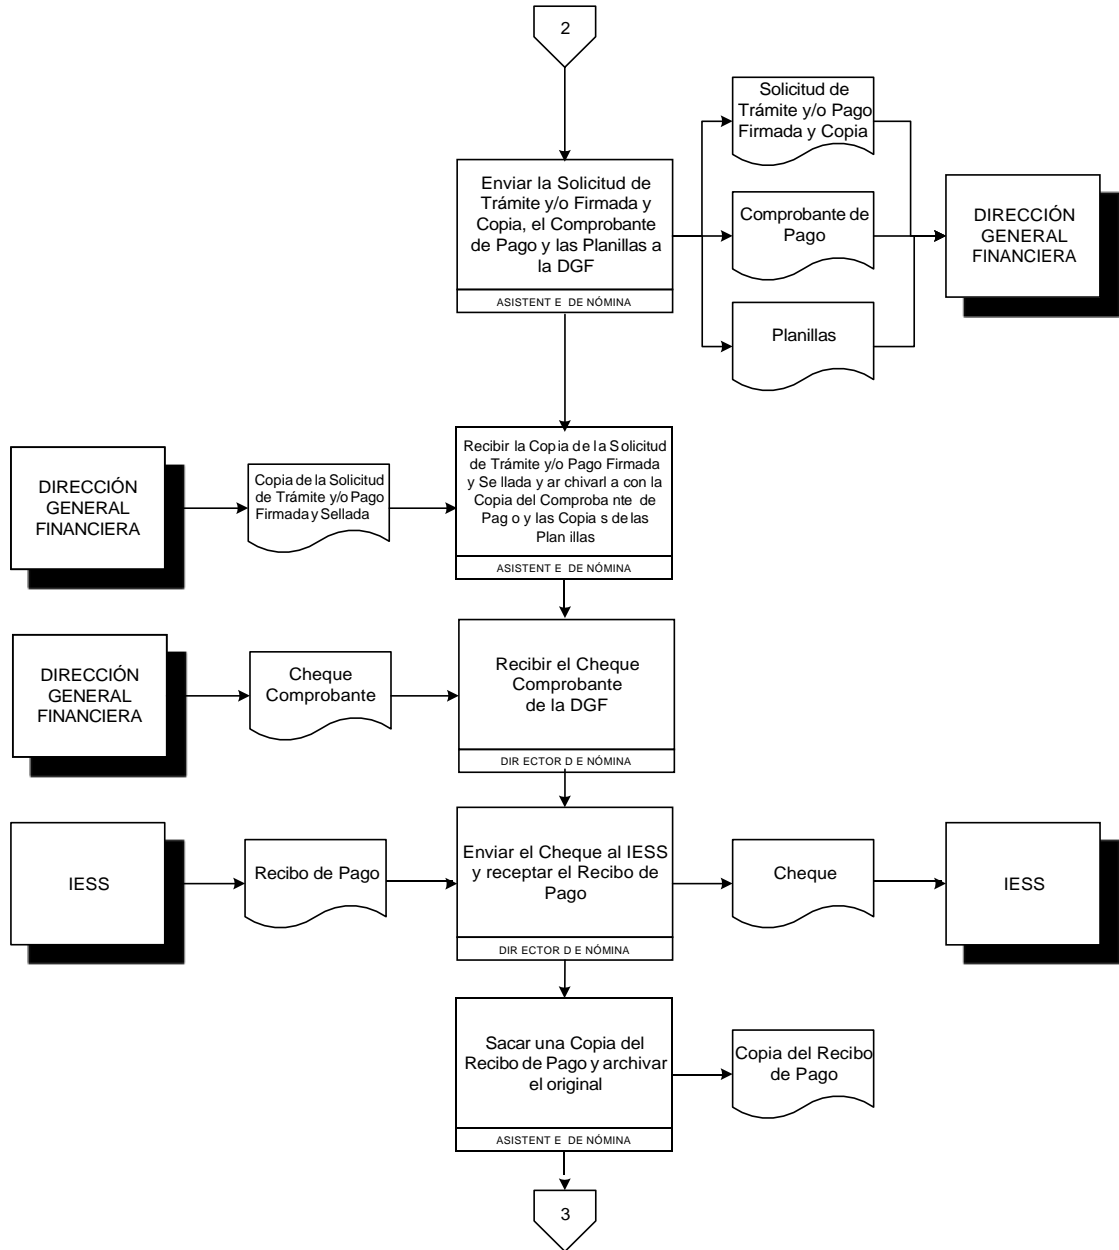 2
Solicitud de
Trámite y/o Pago
Firmada y Copia
Enviar la Solicitud de
Trámite y/o Firmada y
Copia, el Comprobante
de Pago y las Planillas a
la DGF
ASISTENT E DE NÓMINA
Comprobante de
Pago
DIRECCIÓN
GENERAL
FINANCIERA
Planillas
DIRECCIÓN
GENERAL
FINANCIERA
Copia de la Solicitud
de Trámite y/o Pago
Firmada y Sellada
Recibir la Copia de la Solicitud
de Trámite y/o Pago Firmada
y Se llada y ar chivarl a con la
Copia del Comproba nte de
Pag o y las Copia s de las
Plan illas
ASISTENT E DE NÓMINA
DIRECCIÓN
GENERAL
FINANCIERA
Cheque
Comprobante
Recibir el Cheque
Comprobante
de la DGF
DIR ECTOR D E NÓMINA
IESS
Recibo de Pago
Enviar el Cheque al IESS
y receptar el Recibo de
Pago
DIR ECTOR D E NÓMINA
Cheque
IESS
Sacar una Copia del
Recibo de Pago y archivar
el original
ASISTENT E DE NÓMINA
Copia del Recibo
de Pago
3